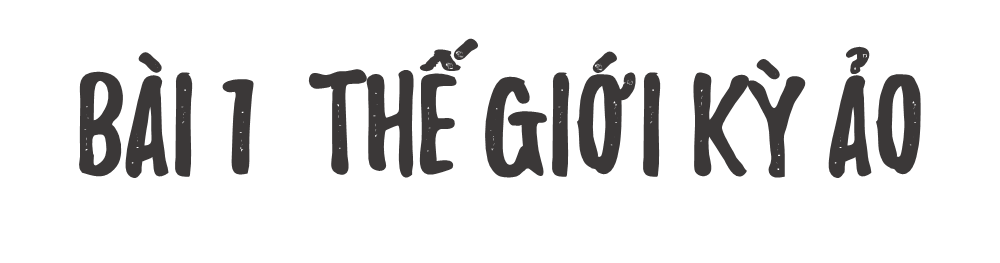 BÀI 1 THẾ GIỚI KỲ ẢO